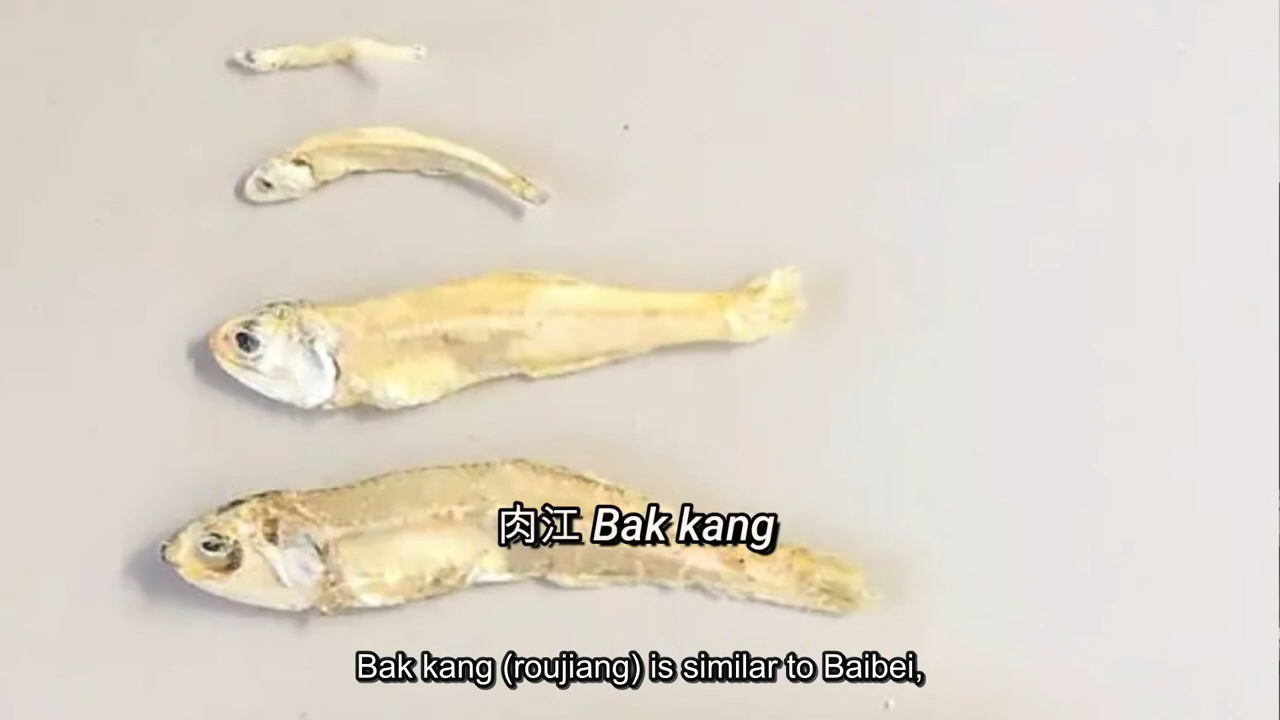 肉江 Bak kang
Bak kang (roujiang) is similar to Baibei,